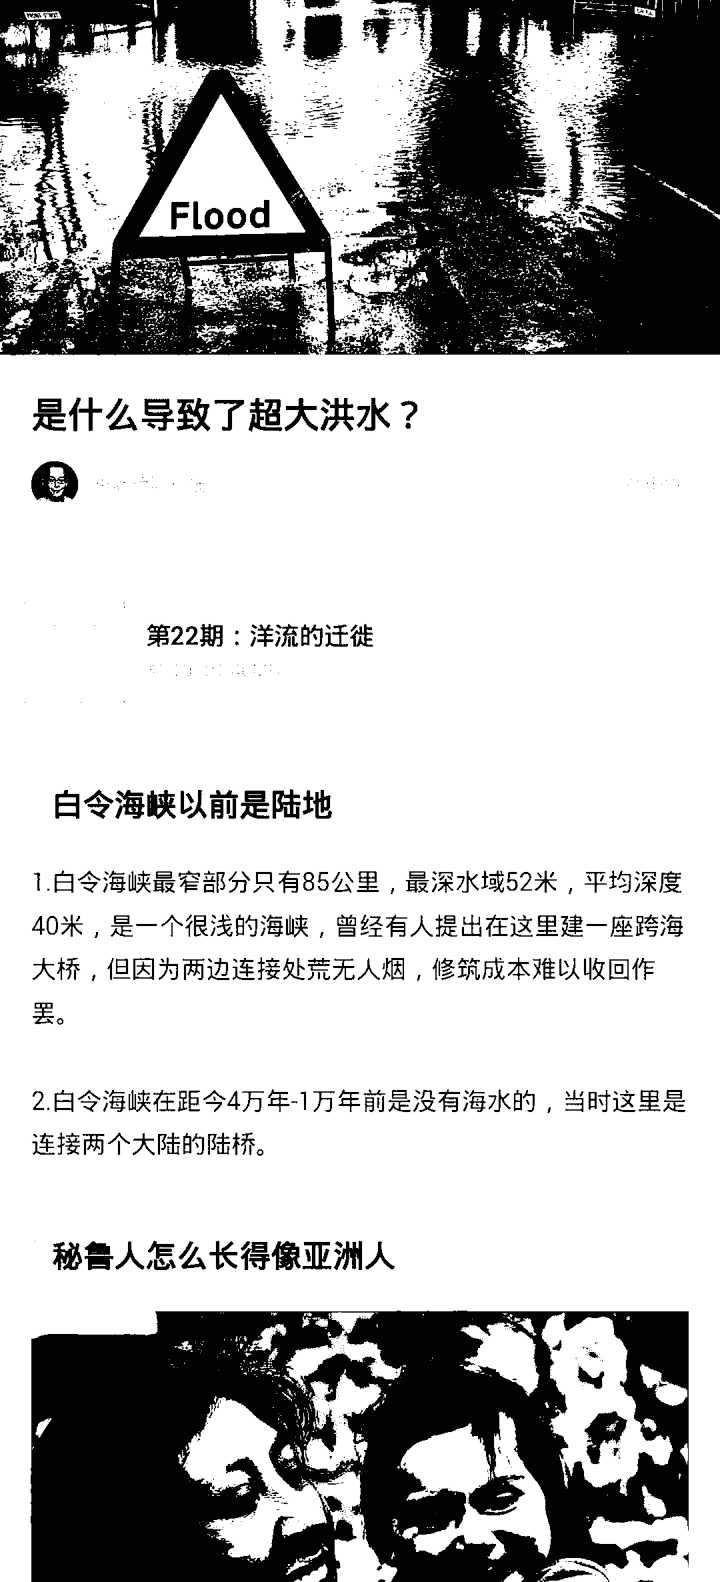 Flood
是什么导致了超大洪水？
第22期：洋流的迁徙
白令海峡以前是陆地
1.白令海峡最窄部分只有85公里，最深水域52米，平均深度
40米，是一个很浅的海峡，曾经有人提出在这里建一座跨海
大桥，但因为两边连接处荒无人烟，修筑成本难以收回作
罢。
2.白令海峡在距今4万年-1万年前是没有海水的，当时这里是
连接两个大陆的陆桥。
秘鲁人怎么长得像亚洲人